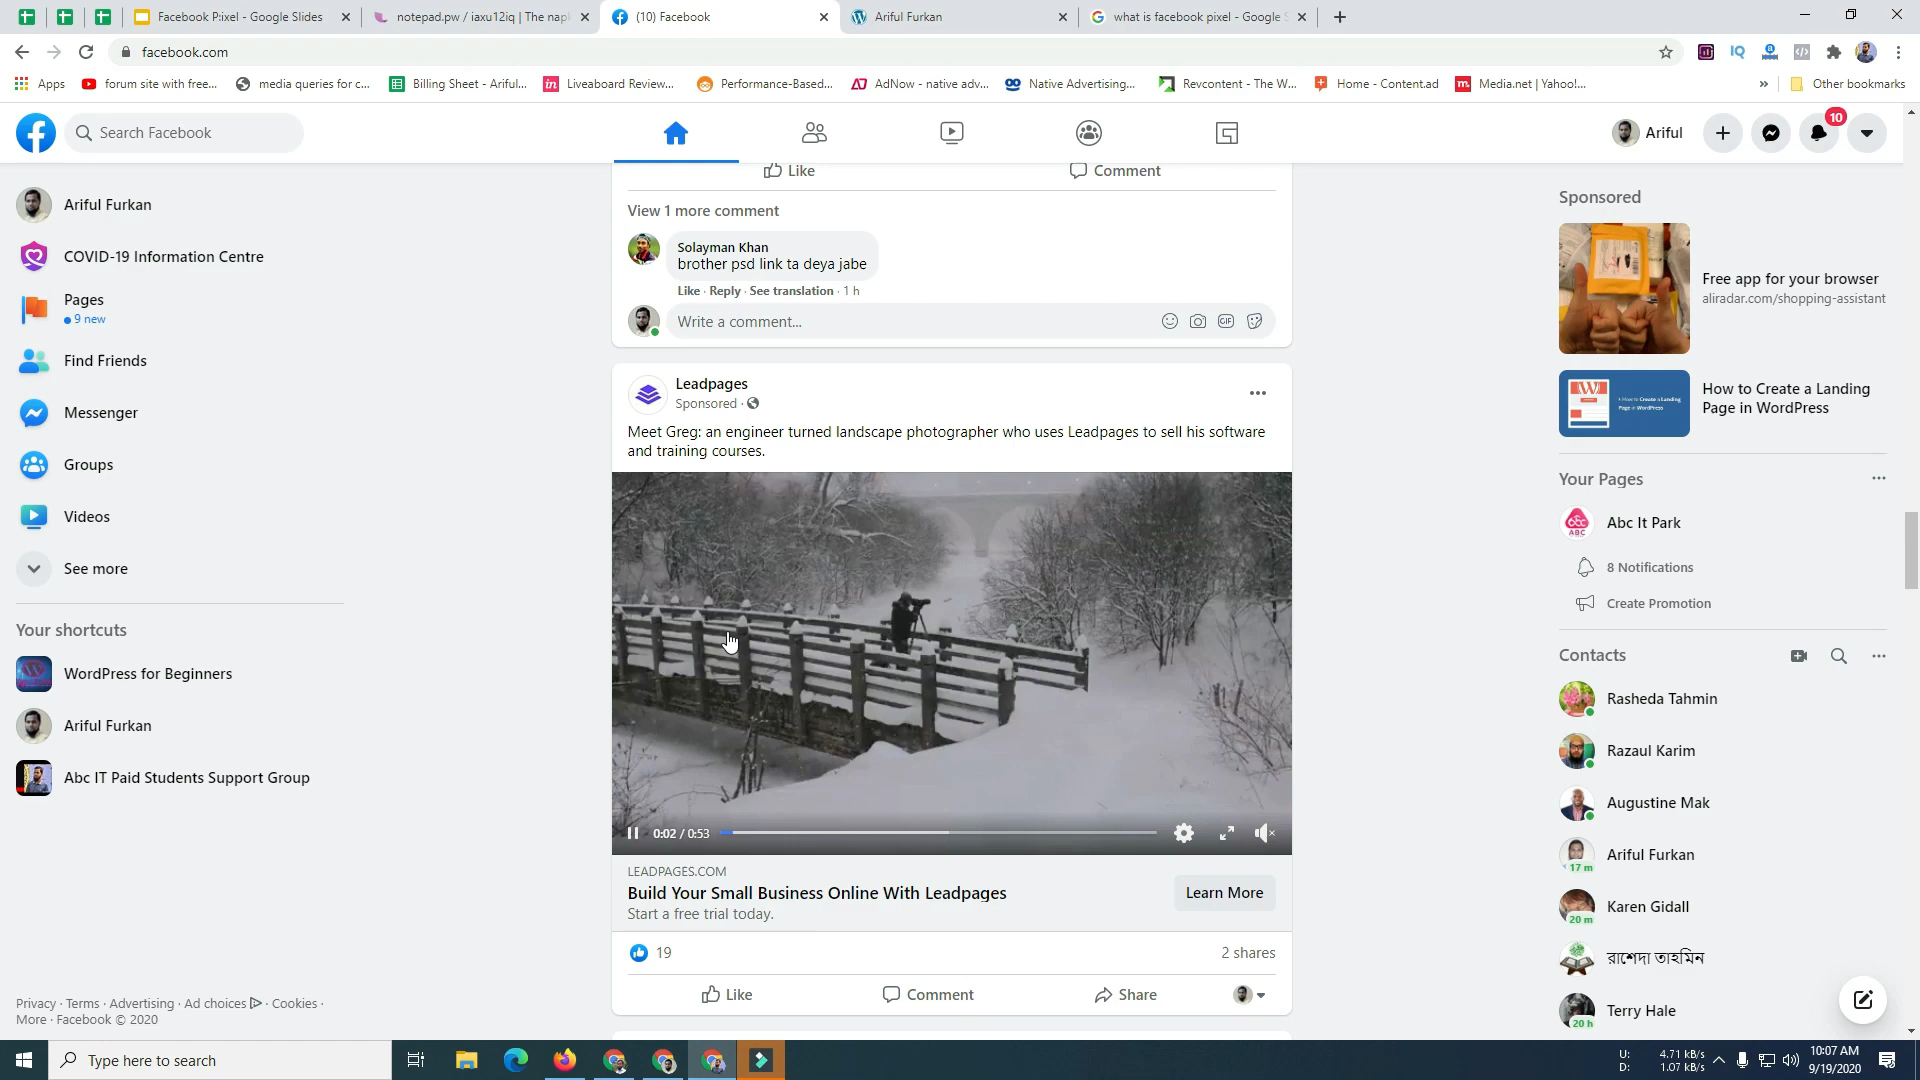 Facebook P:ixel - Google Slides
notepad.pw / iaxu12iq | The nap
(10) Facebook
Ariful Furkan
what is facebook pixel - Google S
facebook.com
Apps
forum site with free...
media queries for c...
Billing Sheet - Ariful...
Liveaboard Review...
Performance-Based...
AdNow - native adv...
Native Advertising...
Revcontent - The W...
Home - Content.ad
Media.net | Yahoo!...
Other bookmarks
Search Facebook
Ariful
10
Ariful Furkan
COVID-19 Information Centre
Pages
9 new
Find Friends
Messenger
Groups
Videos
See more
Your shortcuts
WordPress for Beginners
Ariful Furkan
Abc IT Paid Students Support Group
Privacy · Terms · Advertising · Ad choices · Cookies ·
More · Facebook © 2020
Like
Comment
View 1 more comment
Solayman Khan
brother psd link ta deya jabe
Like · Reply · See translation · 1 h
Write a comment...
GIF
Leadpages
Sponsored ·
Meet Greg: an engineer turned landscape photographer who uses Leadpages to sell his software
and training courses.
0:02 / 0:53
LEADPAGES.COM
Build Your Small Business Online With Leadpages
Start a free trial today.
Learn More
19
2 shares
Like
Comment
Share
Sponsored
Free app for your browser
aliradar.com/shopping-assistant
How to Create a Landing
Page in WordPress
Your Pages
Abc It Park
8 Notifications
Create Promotion
Contacts
Rasheda Tahmin
Razaul Karim
Augustine Mak
Ariful Furkan
17 m
Karen Gidall
20 m
রাশেদা তাহমিন
Terry Hale
20 h
Type here to search
U: 4.71 kB/s
D: 1.07 kB/s
10:07 AM
9/19/2020